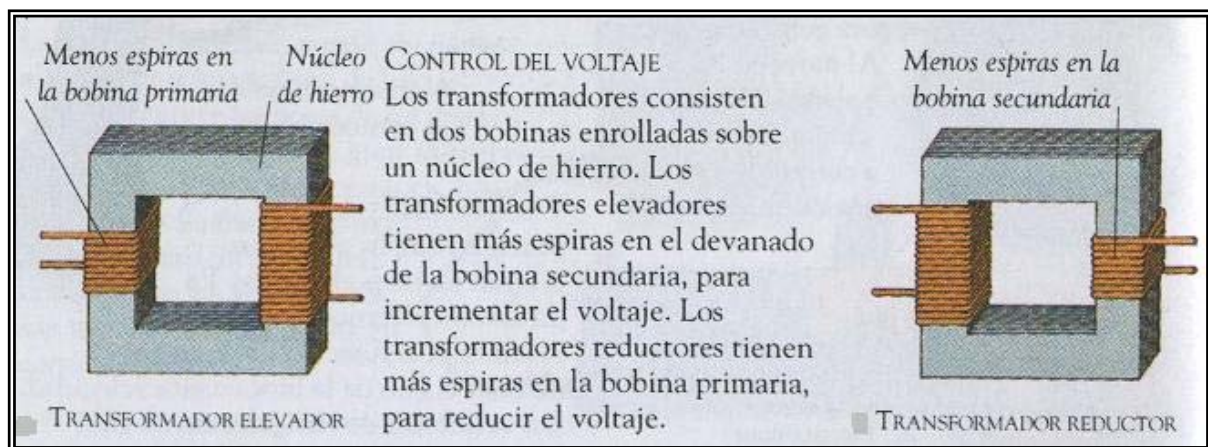 Menos espiras en
la bobina primaria
Núcleo
de hierro
CONTROL DEL VOLTAJE
Los transformadores consisten
en dos bobinas enrolladas sobre
un núcleo de hierro. Los
transformadores elevadores
tienen más espiras en el devanado
de la bobina secundaria, para
incrementar el voltaje. Los
transformadores reductores tienen
más espiras en la bobina primaria,
para reducir el voltaje.
Menos espiras en la
bobina secundaria
TRANSFORMADOR ELEVADOR
TRANSFORMADOR REDUCTOR